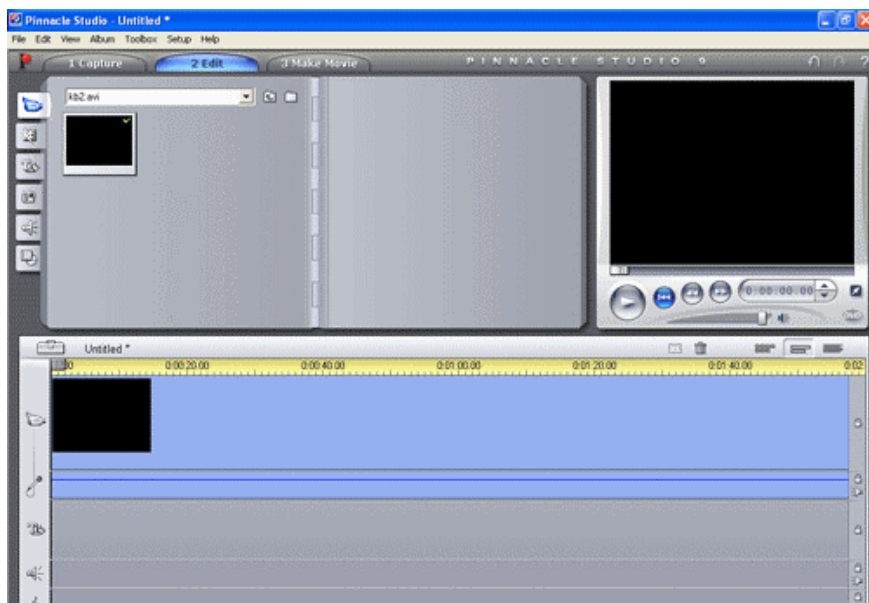 Pinnacle Studio - Untitled *
File Edit View Album Toolbox Setup Help
1 Capture 2 Edit 3 Make Movie PINNACLE STUDIO 9
kb2.avi
0:00:00.00
Untitled *
0:00:20.00 0:00:40.00 0:01:00.00 0:01:20.00 0:01:40.00 0:02